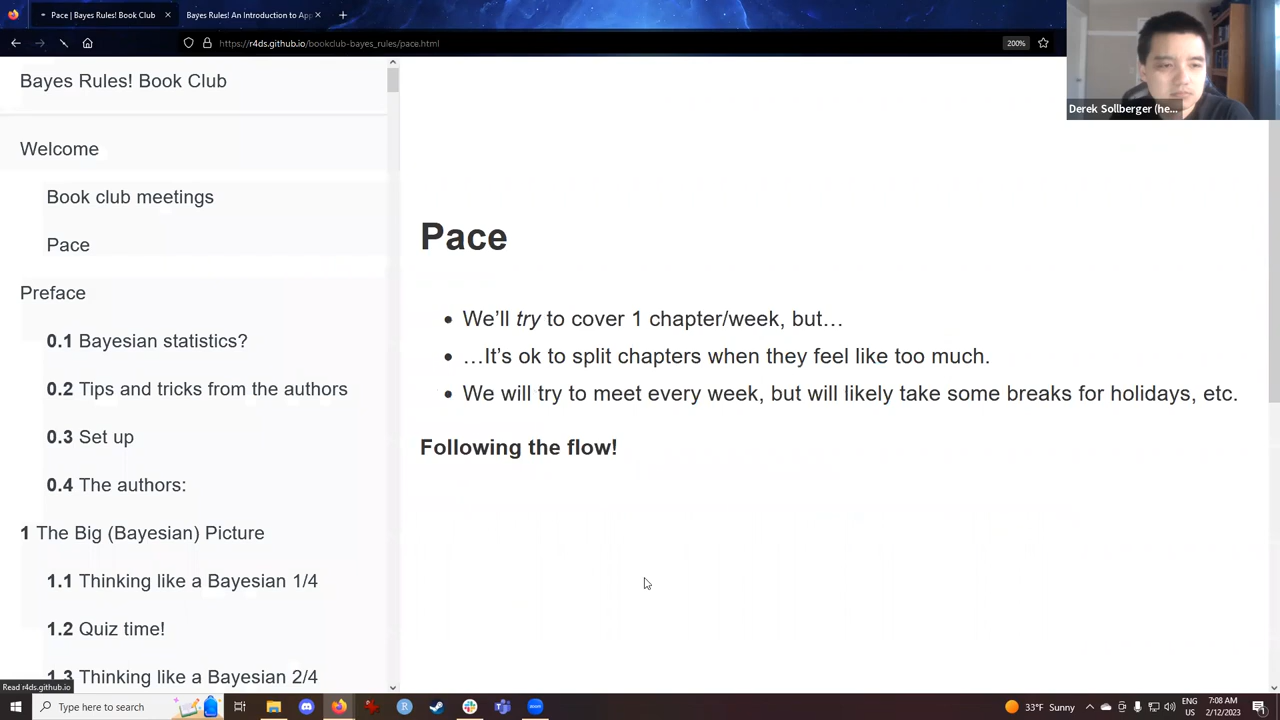 Pace | Bayes Rules! Book Club
Bayes Rules! An Introduction to App
https://r4ds.github.io/bookclub-bayes_rules/pace.html
200%
Derek Sollberger (he...
Bayes Rules! Book Club
Welcome
Book club meetings
Pace
Preface
0.1 Bayesian statistics?
0.2 Tips and tricks from the authors
0.3 Set up
0.4 The authors:
1 The Big (Bayesian) Picture
1.1 Thinking like a Bayesian 1/4
1.2 Quiz time!
1.3 Thinking like a Bayesian 2/4
Pace
We'll try to cover 1 chapter/week, but…
…It's ok to split chapters when they feel like too much.
We will try to meet every week, but will likely take some breaks for holidays, etc.
Following the flow!
Read r4ds.github.io
Type here to search
33°F Sunny
ENG
US
7:08 AM
2/12/2023